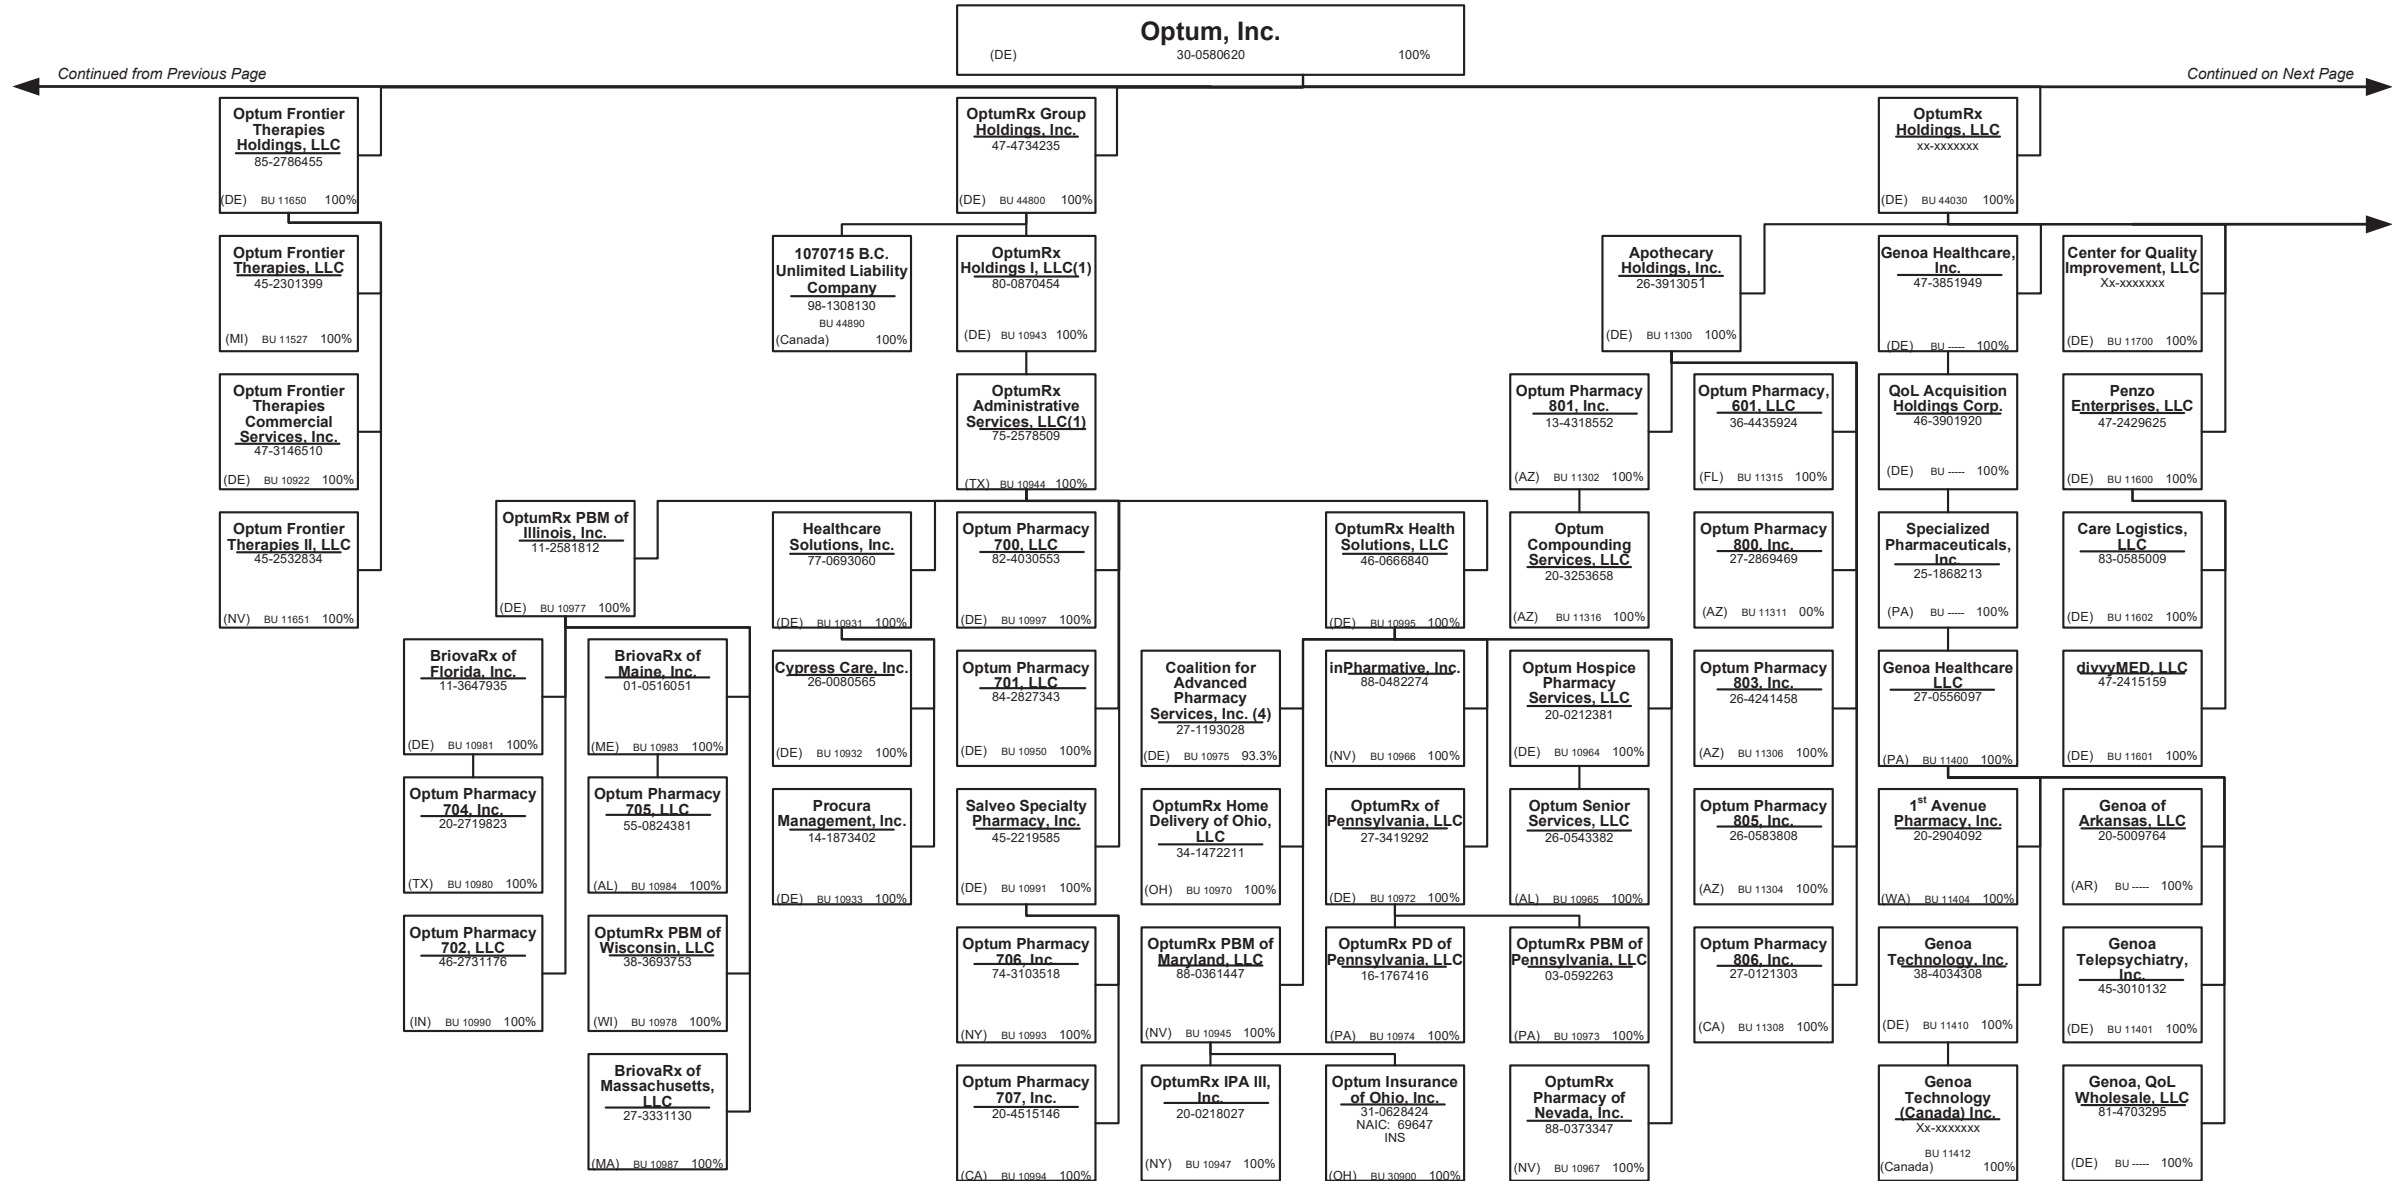 Optum, Inc.
(DE) 30-0580620 100%
Continued from Previous Page
Continued on Next Page
Optum Frontier
Therapies
Holdings, LLC
85-2786455
(DE) BU 11650 100%
OptumRx Group
Holdings, Inc.
47-4734235
(DE) BU 44800 100%
OptumRx
Holdings, LLC
xx-xxxxxxx
(DE) BU 44030 100%
Optum Frontier
Therapies, LLC
45-2301399
(MI) BU 11527 100%
1070715 B.C.
Unlimited Liability
Company
98-1308130
BU 44890
(Canada) 100%
OptumRx
Holdings I, LLC(1)
80-0870454
(DE) BU 10943 100%
Apothecary
Holdings, Inc.
26-3913051
(DE) BU 11300 100%
Genoa Healthcare,
Inc.
47-3851949
(DE) BU ----- 100%
Center for Quality
Improvement, LLC
Xx-xxxxxxx
(DE) BU 11700 100%
Optum Frontier
Therapies
Commercial
Services, Inc.
47-3146510
(DE) BU 10922 100%
OptumRx
Administrative
Services, LLC(1)
75-2578509
(TX) BU 10944 100%
Optum Pharmacy
801, Inc.
13-4318552
(AZ) BU 11302 100%
Optum Pharmacy,
601, LLC
36-4435924
(FL) BU 11315 100%
QoL Acquisition
Holdings Corp.
46-3901920
(DE) BU ----- 100%
Penzo
Enterprises, LLC
47-2429625
(DE) BU 11600 100%
Optum Frontier
Therapies II, LLC
45-2532834
(NV) BU 11651 100%
OptumRx PBM of
Illinois, Inc.
11-2581812
(DE) BU 10977 100%
Healthcare
Solutions, Inc.
77-0693060
(DE) BU 10931 100%
Optum Pharmacy
700, LLC
82-4030553
(DE) BU 10997 100%
OptumRx Health
Solutions, LLC
46-0666840
(DE) BU 10995 100%
Optum
Compounding
Services, LLC
20-3253658
(AZ) BU 11316 100%
Optum Pharmacy
800, Inc.
27-2869469
(AZ) BU 11311 00%
Specialized
Pharmaceuticals,
Inc.
25-1868213
(PA) BU ----- 100%
Care Logistics,
LLC
83-0585009
(DE) BU 11602 100%
BriovaRx of
Florida, Inc.
11-3647935
(DE) BU 10981 100%
BriovaRx of
Maine, Inc.
01-0516051
(ME) BU 10983 100%
Cypress Care, Inc.
26-0080565
(DE) BU 10932 100%
Optum Pharmacy
701, LLC
84-2827343
(DE) BU 10950 100%
Coalition for
Advanced
Pharmacy
Services, Inc. (4)
27-1193028
(DE) BU 10975 93.3%
inPharmative, Inc.
88-0482274
(NV) BU 10966 100%
Optum Hospice
Pharmacy
Services, LLC
20-0212381
(DE) BU 10964 100%
Optum Pharmacy
803, Inc.
26-4241458
(AZ) BU 11306 100%
Genoa Healthcare
LLC
27-0556097
(PA) BU 11400 100%
divvyMED, LLC
47-2415159
(DE) BU 11601 100%
Optum Pharmacy
704, Inc.
20-2719823
(TX) BU 10980 100%
Optum Pharmacy
705, LLC
55-0824381
(AL) BU 10984 100%
Procura
Management, Inc.
14-1873402
(DE) BU 10933 100%
Salveo Specialty
Pharmacy, Inc.
45-2219585
(DE) BU 10991 100%
OptumRx Home
Delivery of Ohio,
LLC
34-1472211
(OH) BU 10970 100%
OptumRx of
Pennsylvania, LLC
27-3419292
(DE) BU 10972 100%
Optum Senior
Services, LLC
26-0543382
(AL) BU 10965 100%
Optum Pharmacy
805, Inc.
26-0583808
(AZ) BU 11304 100%
1st Avenue
Pharmacy, Inc.
20-2904092
(WA) BU 11404 100%
Genoa of
Arkansas, LLC
20-5009764
(AR) BU ----- 100%
Optum Pharmacy
702, LLC
46-2731176
(IN) BU 10990 100%
OptumRx PBM of
Wisconsin, LLC
38-3693753
(WI) BU 10978 100%
Optum Pharmacy
706, Inc.
74-3103518
(NY) BU 10993 100%
OptumRx PBM of
Maryland, LLC
88-0361447
(NV) BU 10945 100%
OptumRx PD of
Pennsylvania, LLC
16-1767416
(PA) BU 10974 100%
OptumRx PBM of
Pennsylvania, LLC
03-0592263
(PA) BU 10973 100%
Optum Pharmacy
806, Inc.
27-0121303
(CA) BU 11308 100%
Genoa
Technology, Inc.
38-4034308
(DE) BU 11410 100%
Genoa
Telepsychiatry,
Inc.
45-3010132
(DE) BU 11401 100%
BriovaRx of
Massachusetts,
LLC
27-3331130
(MA) BU 10987 100%
Optum Pharmacy
707, Inc.
20-4515146
(CA) BU 10994 100%
OptumRx IPA III,
Inc.
20-0218027
(NY) BU 10947 100%
Optum Insurance
of Ohio, Inc.
31-0628424
NAIC: 69647
INS
(OH) BU 30900 100%
OptumRx
Pharmacy of
Nevada, Inc.
88-0373347
(NV) BU 10967 100%
Genoa
Technology
(Canada) Inc.
Xx-xxxxxxx
BU 11412
(Canada) 100%
Genoa, QoL
Wholesale, LLC
81-4703295
(DE) BU ----- 100%